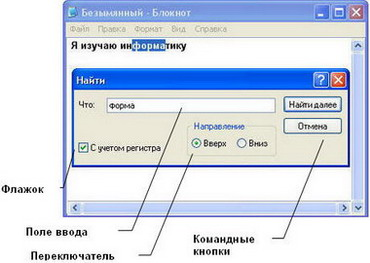 Безымянный - Блокнот
Файл Правка Формат Вид Справка
Я изучаю информатику
Найти
Что: форма Найти далее
Отмена
Направление
С учетом регистра Вверх Вниз
Флажок
Поле ввода
Переключатель
Командные
кнопки